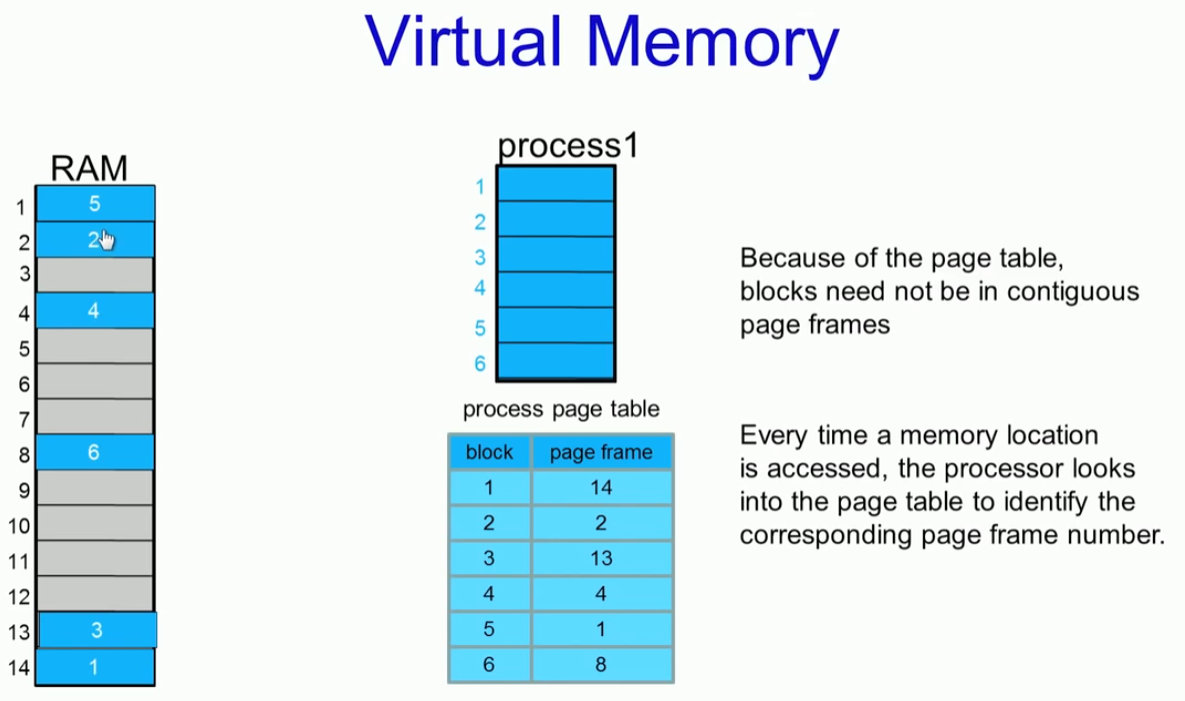 Virtual Memory
RAM
1 5
2 2
3
4 4
5
6
7
8 6
9
10
11
12
13 3
14 1
process1
1
2
3
4
5
6
process page table
block page frame
1 14
2 2
3 13
4 4
5 1
6 8
Because of the page table,
blocks need not be in contiguous
page frames
Every time a memory location
is accessed, the processor looks
into the page table to identify the
corresponding page frame number.